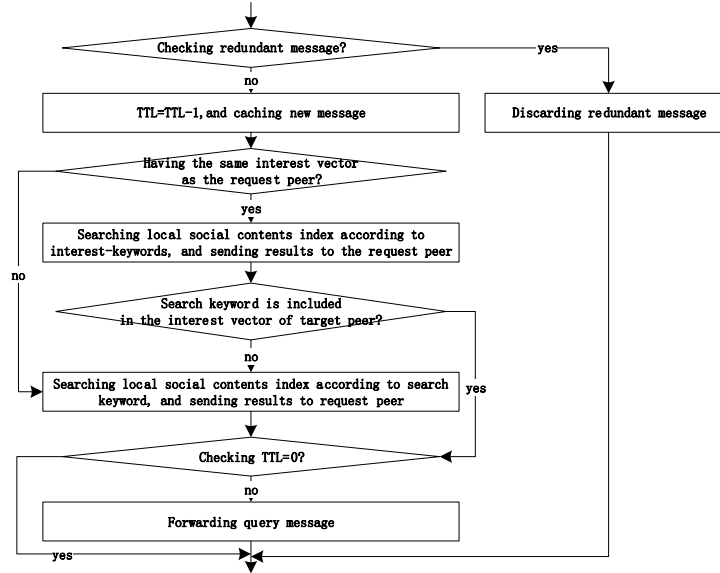 Checking redundant message?
yes
no
TTL=TTL-1, and caching new message
Discarding redundant message
Having the same interest vector
as the request peer?
yes
Searching local social contents index according to
interest-keywords, and sending results to the request peer
no
Search keyword is included
in the interest vector of target peer?
no
Searching local social contents index according to search
keyword, and sending results to request peer
yes
Checking TTL=0?
no
Forwarding query message
yes